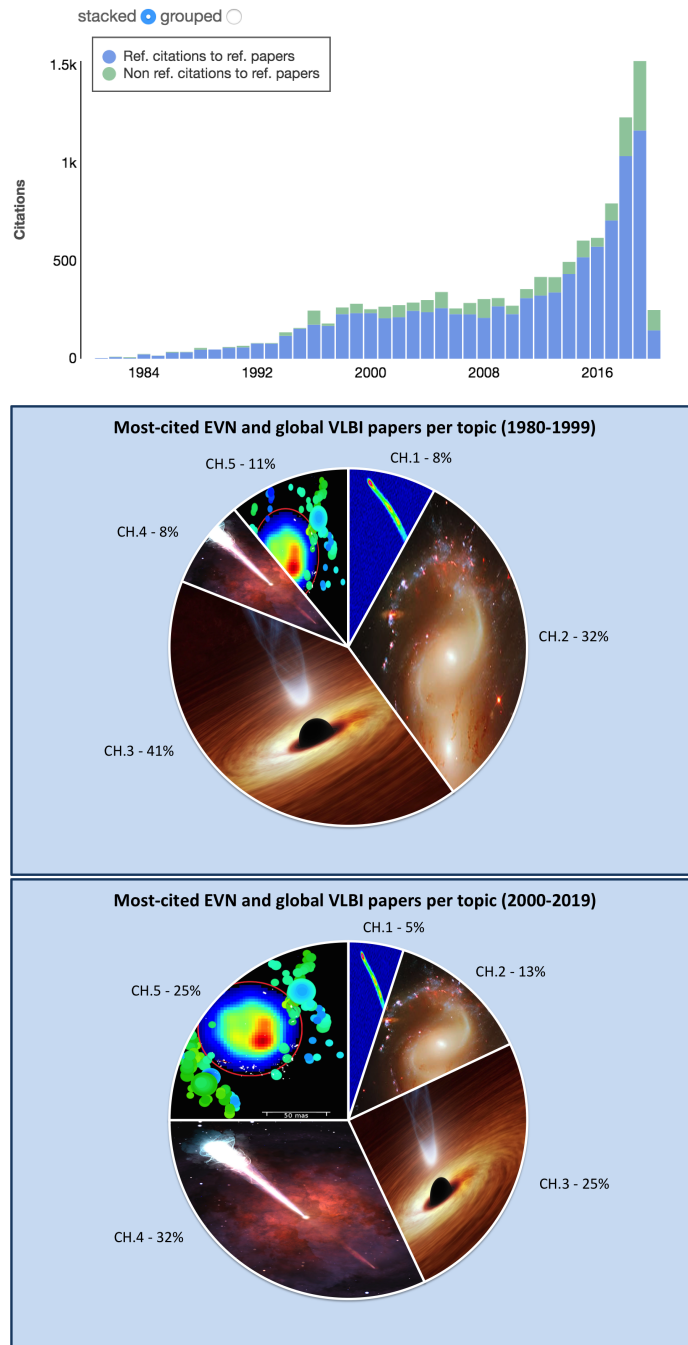 stacked grouped
Ref. citations to ref. papers
Non ref. citations to ref. papers
1.5k
1k
500
0
Citations
1984 1992 2000 2008 2016
Most-cited EVN and global VLBI papers per topic (1980-1999)
CH.5 - 11%
CH.1 - 8%
CH.4 - 8%
CH.2 - 32%
CH.3 - 41%
Most-cited EVN and global VLBI papers per topic (2000-2019)
CH.1 - 5%
CH.2 - 13%
CH.5 - 25%
50 mas
CH.3 - 25%
CH.4 - 32%